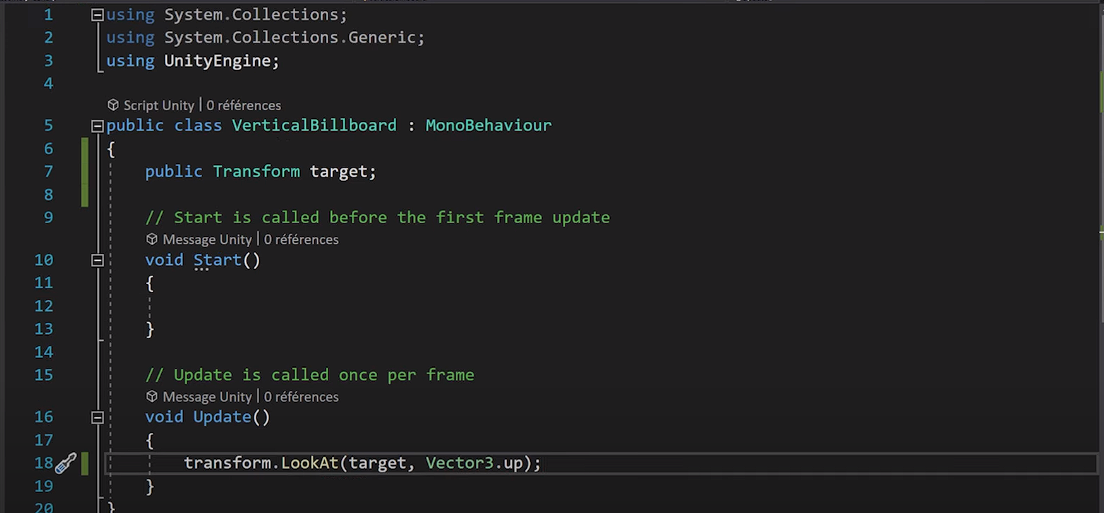 1 using System.Collections;
2 using System.Collections.Generic;
3 using UnityEngine;
4
Script Unity | 0 références
5 public class VerticalBillboard : MonoBehaviour
6 {
7 public Transform target;
8
9 // Start is called before the first frame update
Message Unity | 0 références
10 void Start()
11 {
12
13 }
14
15 // Update is called once per frame
Message Unity | 0 références
16 void Update()
17 {
18 transform.LookAt(target, Vector3.up);
19 }
20 }